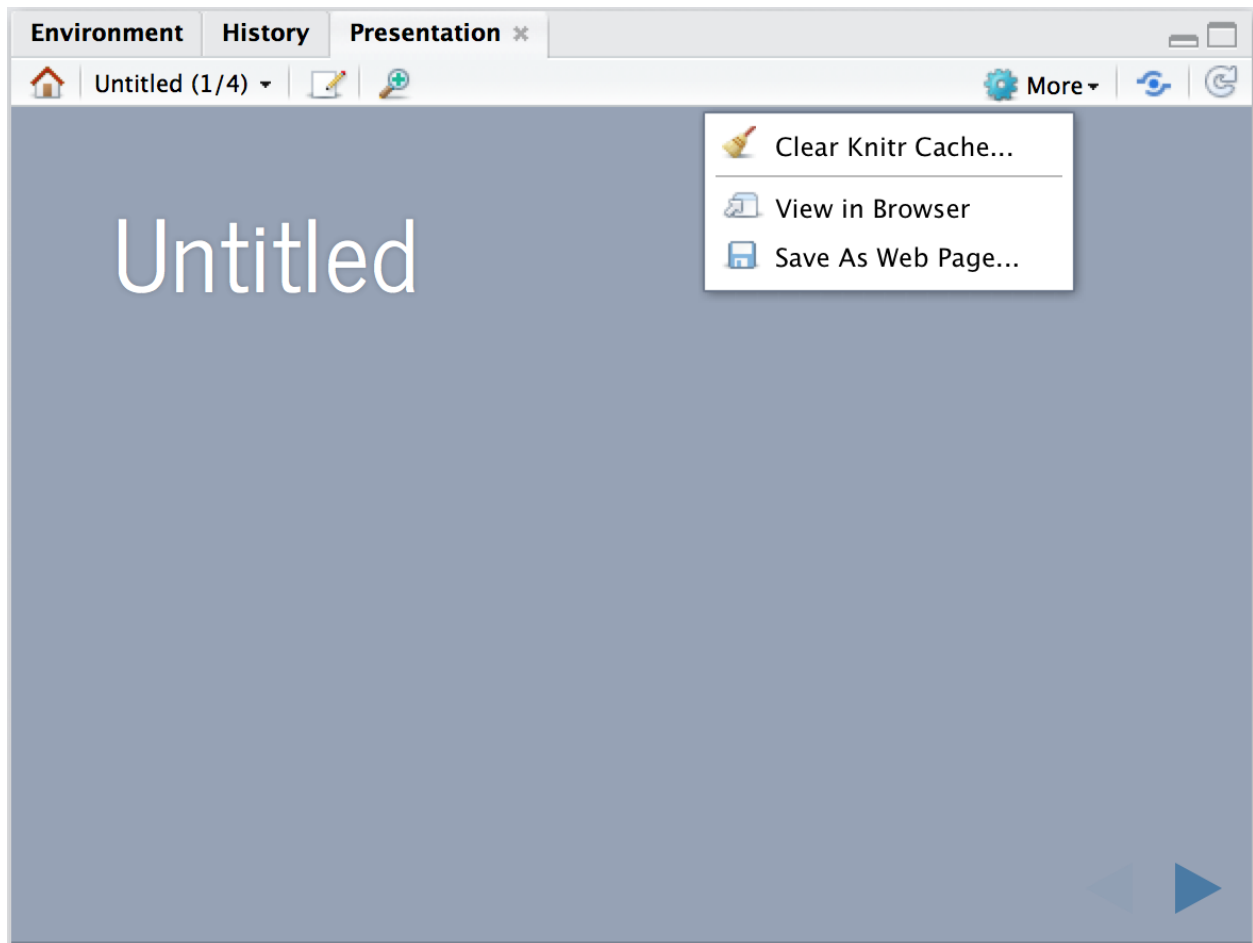 Environment History Presentation
Untitled (1/4) More
Clear Knitr Cache...
View in Browser
Save As Web Page...
Untitled